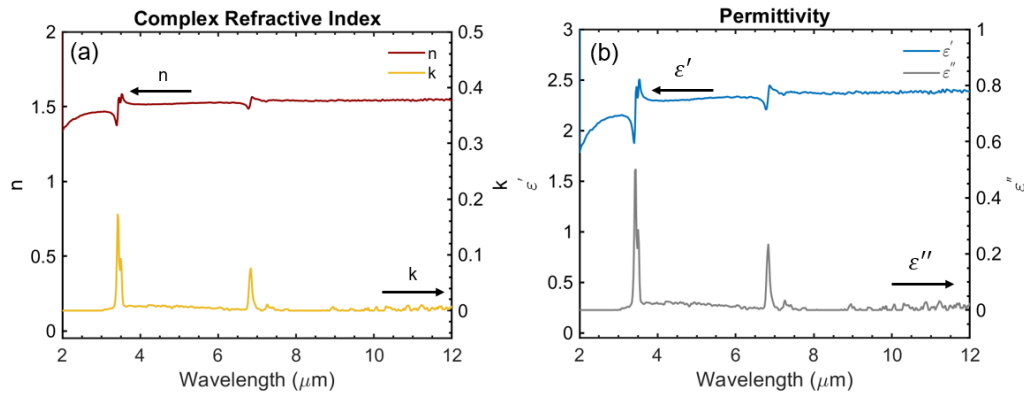 Complex Refractive Index
(a)
n
k
n
k
2
1.5
1
0.5
0
n
0.5
0.4
0.3
0.2
0.1
0
k
2
4
6
8
10
12
Wavelength (μm)
Permittivity
(b)
ε′
ε″
ε′
ε″
3
2.5
2
1.5
1
0.5
0
ε′
1
0.8
0.6
0.4
0.2
0
ε″
2
4
6
8
10
12
Wavelength (μm)